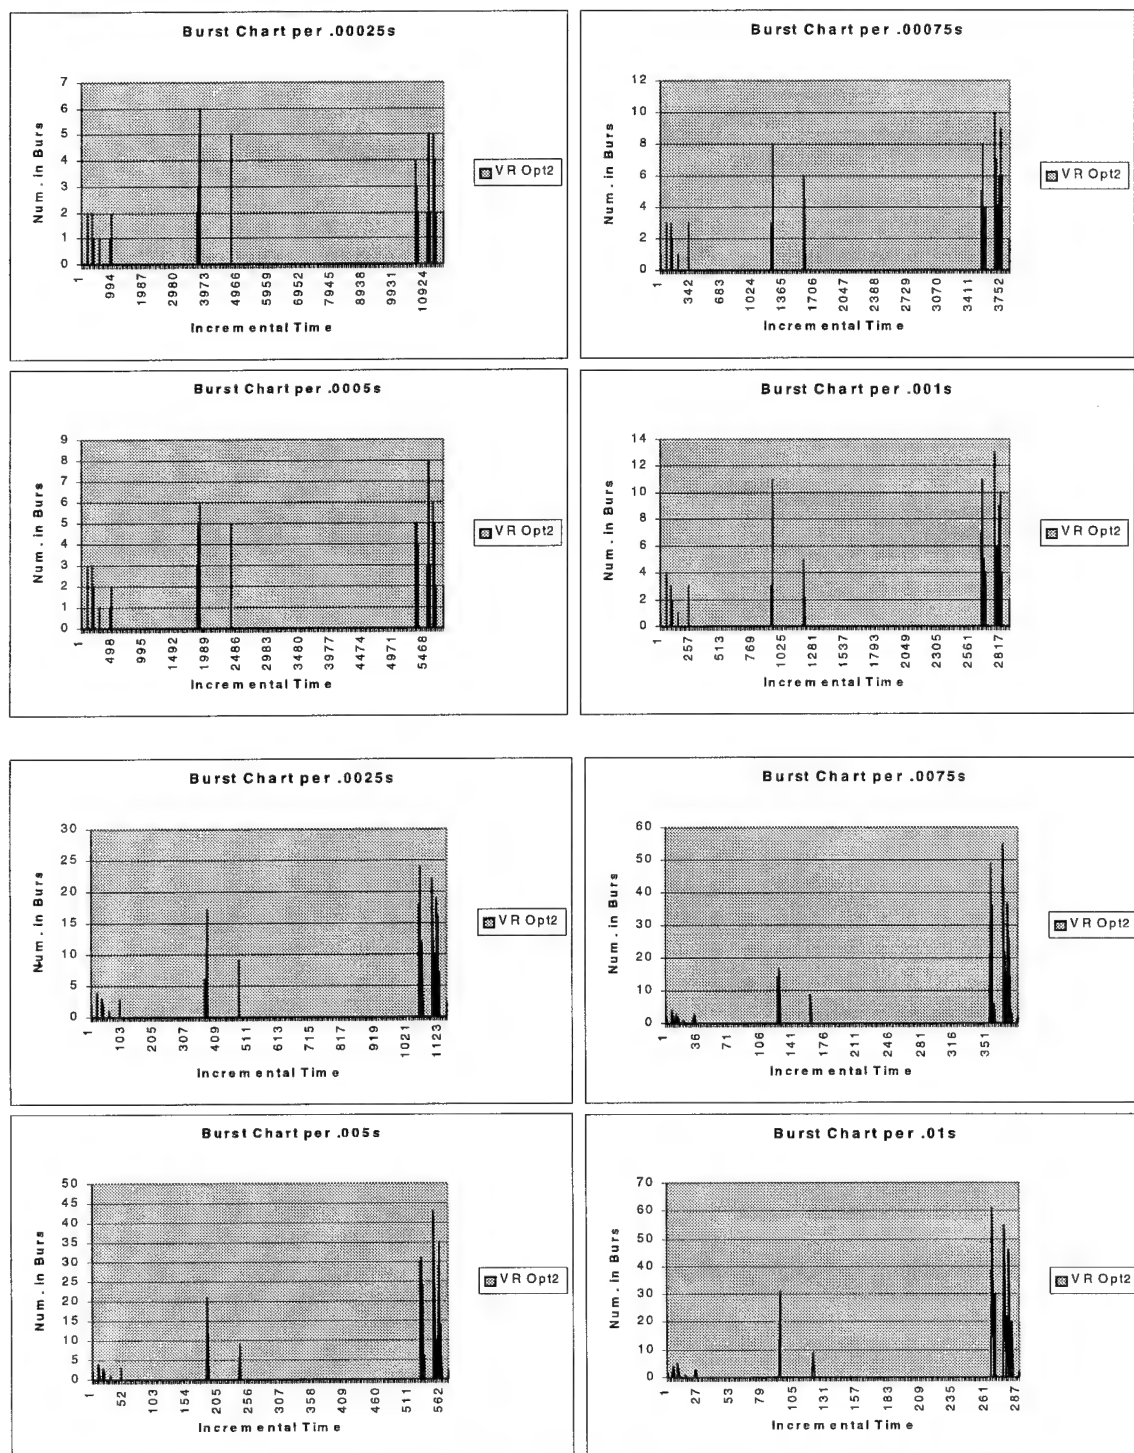 Burst Chart per .00025s
Num. in Burs
7
6
5
4
3
2
1
0
1 994 1987 2980 3973 4966 5959 6952 7945 8938 9931 10924
Incremental Time
VR Opt2
Burst Chart per .00075s
Num. in Burs
12
10
8
6
4
2
0
1 342 683 1024 1365 1706 2047 2388 2729 3070 3411 3752
Incremental Time
VR Opt2
Burst Chart per .0005s
Num. in Burs
9
8
7
6
5
4
3
2
1
0
1 498 995 1492 1989 2486 2983 3480 3977 4474 4971 5468
Incremental Time
VR Opt2
Burst Chart per .001s
Num. in Burs
14
12
10
8
6
4
2
0
1 257 513 769 1025 1281 1537 1793 2049 2305 2561 2817
Incremental Time
VR Opt2
Burst Chart per .0025s
Num. in Burs
30
25
20
15
10
5
0
1 103 205 307 409 511 613 715 817 919 1021 1123
Incremental Time
VR Opt2
Burst Chart per .0075s
Num. in Burs
60
50
40
30
20
10
0
1 36 71 106 141 176 211 246 281 316 351
Incremental Time
VR Opt2
Burst Chart per .005s
Num. in Burs
50
45
40
35
30
25
20
15
10
5
0
1 52 103 154 205 256 307 358 409 460 511 562
Incremental Time
VR Opt2
Burst Chart per .01s
Num. in Burs
70
60
50
40
30
20
10
0
1 27 53 79 105 131 157 183 209 235 261 287
Incremental Time
VR Opt2